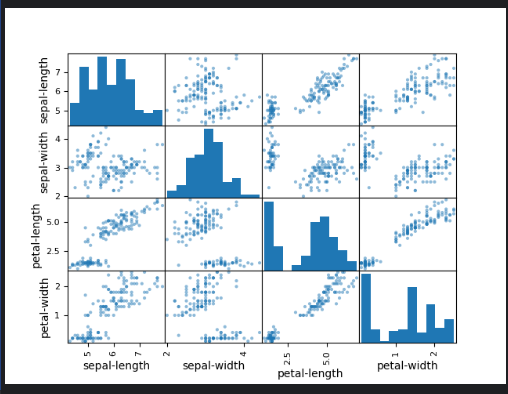 sepal-length
7
6
5
sepal-width
4
3
2
petal-length
5.0
2.5
petal-width
2
1
5 6 7 2 4 2.5 5.0 1 2
sepal-length sepal-width petal-length petal-width